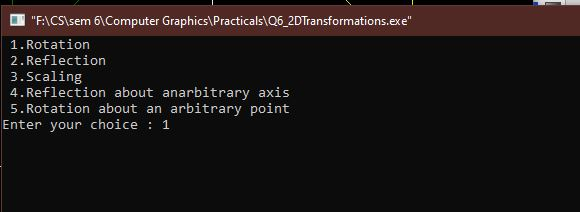 "F:\CS\sem 6\Computer Graphics\Practicals\Q6_2DTransformations.exe"
1.Rotation
2.Reflection
3.Scaling
4.Reflection about anarbitrary axis
5.Rotation about an arbitrary point
Enter your choice : 1